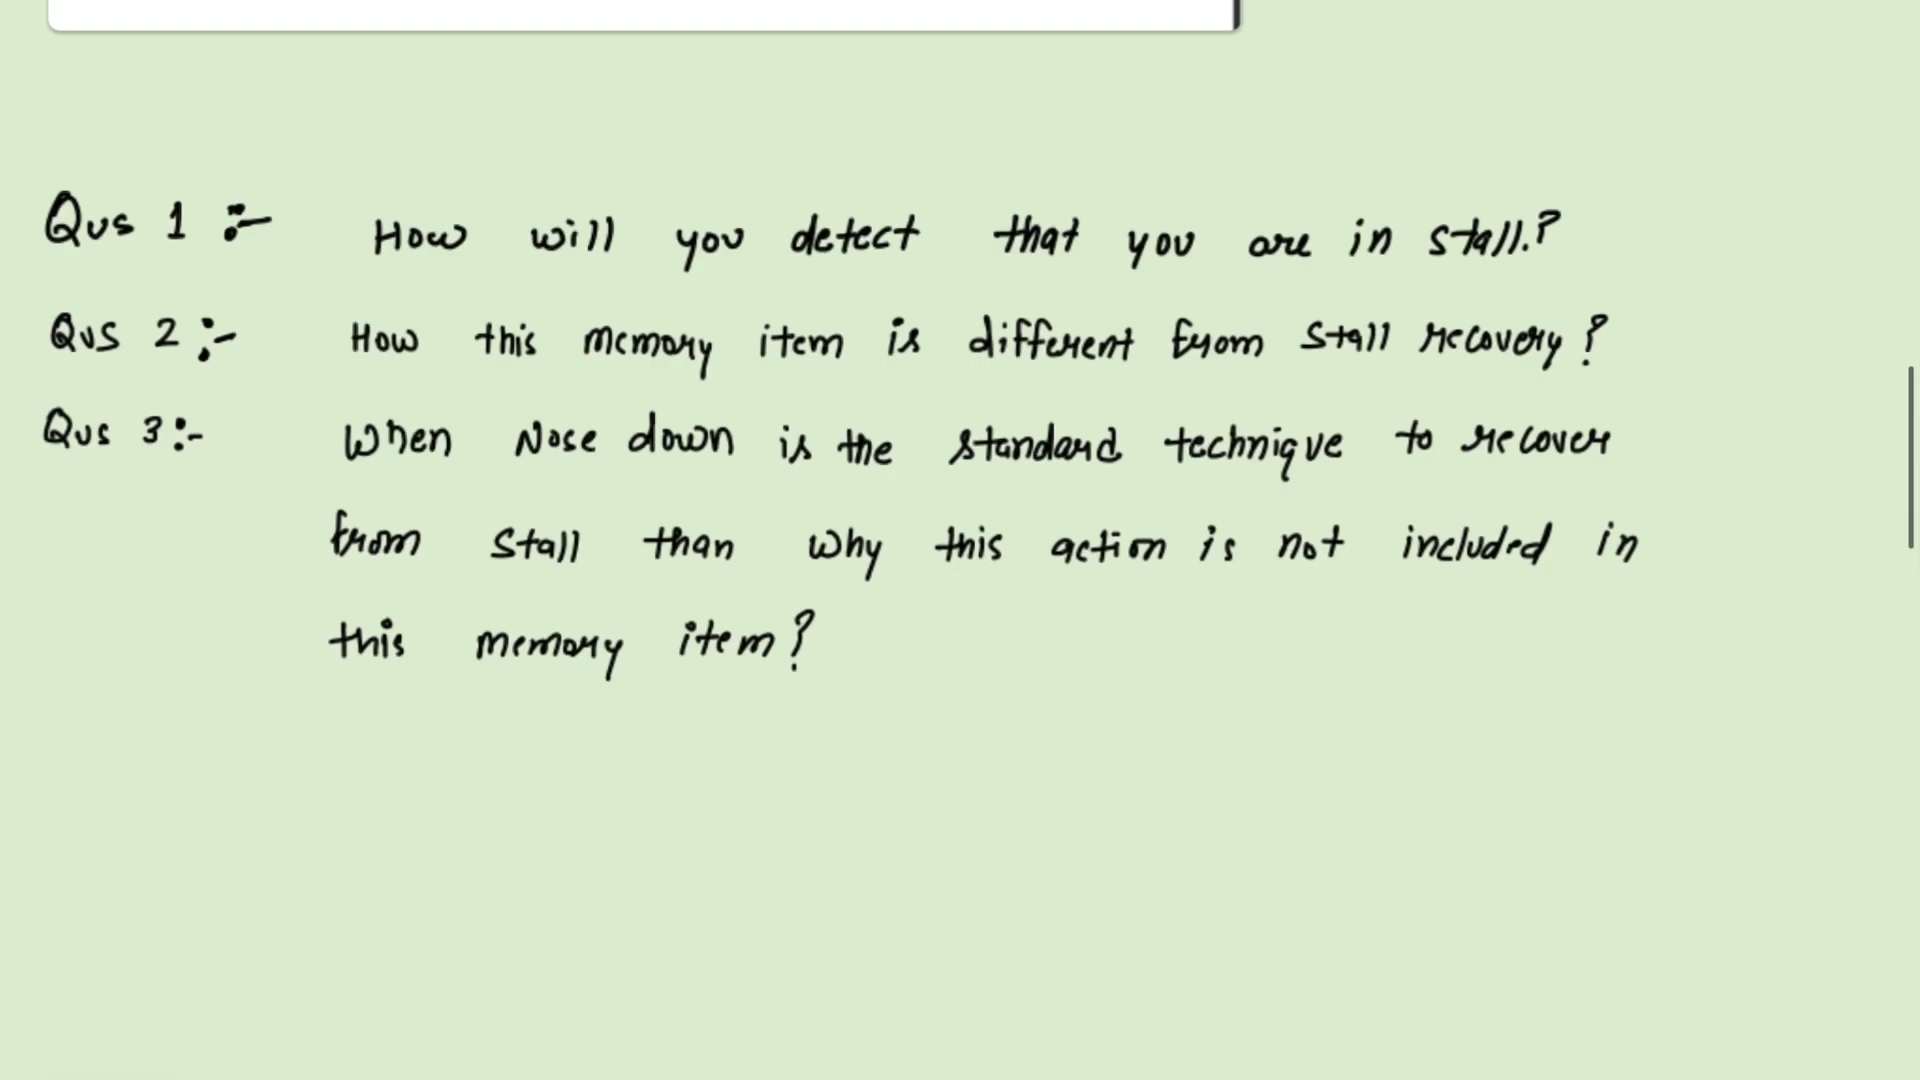 Qus 1 :- How will you detect that you are in stall.?
Qus 2 :- How this memory item is different from stall recovery?
Qus 3 :- When Nose down is the standard technique to recover
from stall than why this action is not included in
this memory item?